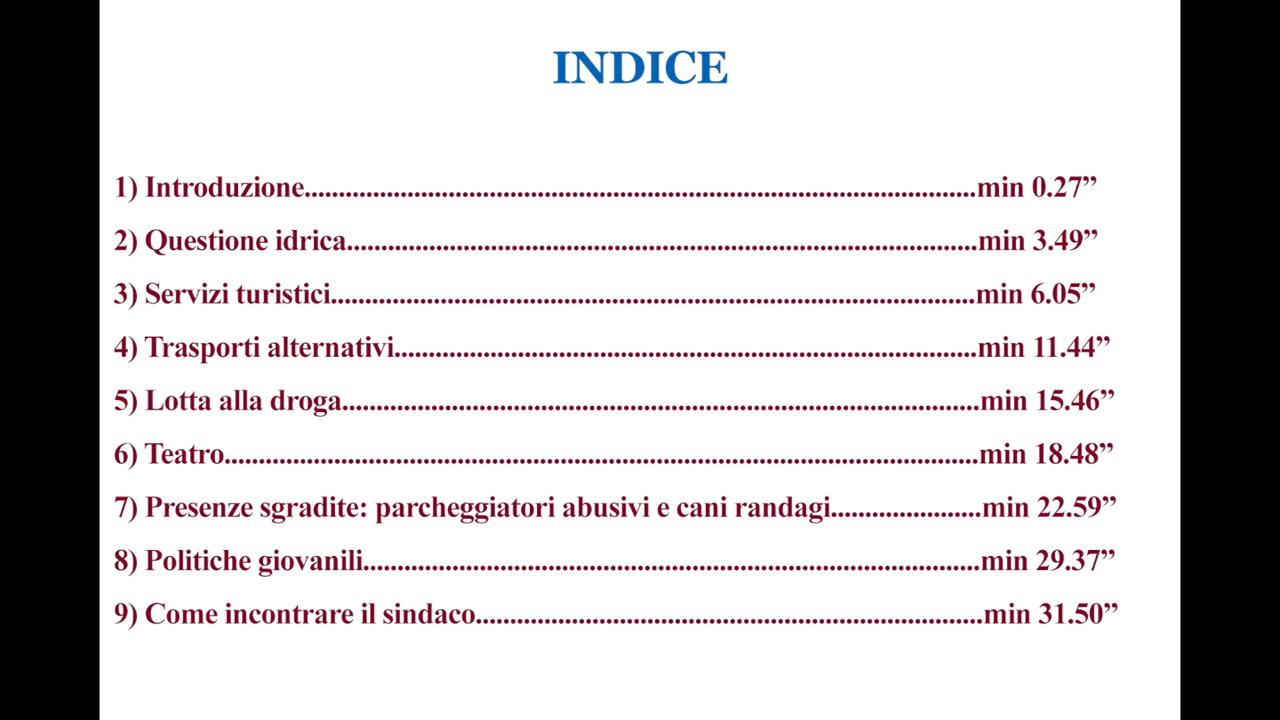 INDICE
1) Introduzione..................................................................................................min 0.27”
2) Questione idrica............................................................................................min 3.49”
3) Servizi turistici..............................................................................................min 6.05”
4) Trasporti alternativi.....................................................................................min 11.44”
5) Lotta alla droga.............................................................................................min 15.46”
6) Teatro..............................................................................................................min 18.48”
7) Presenze sgradite: parcheggiatori abusivi e cani randagi......................min 22.59”
8) Politiche giovanili..........................................................................................min 29.37”
9) Come incontrare il sindaco..........................................................................min 31.50”